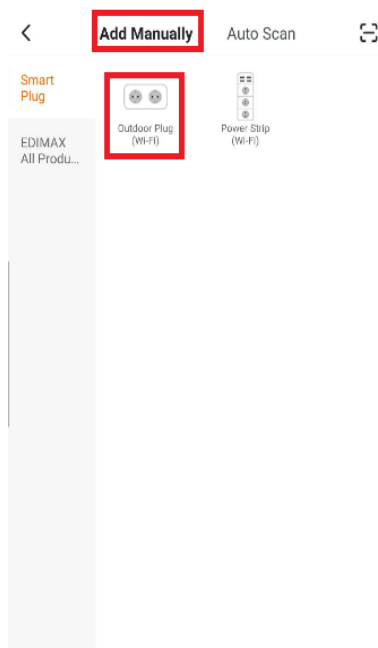 Add Manually Auto Scan
Smart
Plug
Outdoor Plug
(Wi-Fi)
Power Strip
(Wi-Fi)
EDIMAX
All Produ...